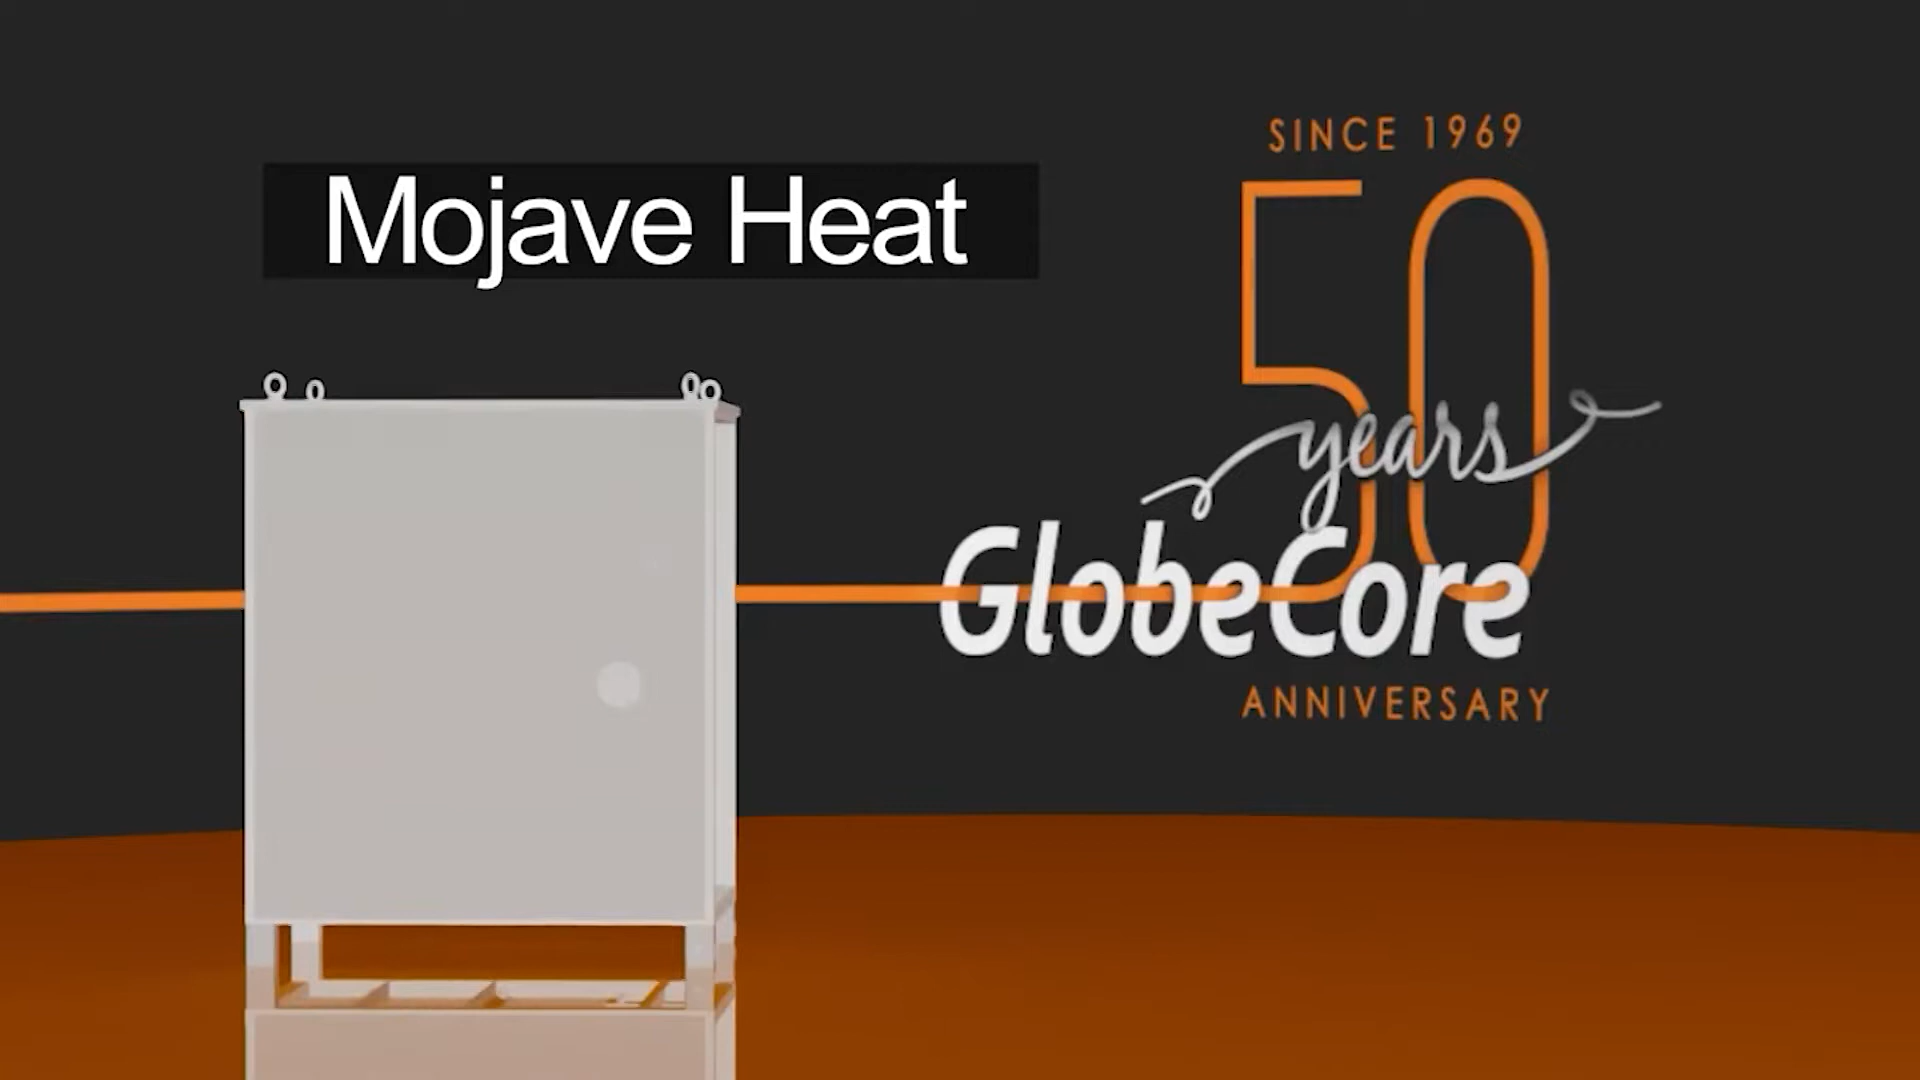 Mojave Heat
SINCE 1969
50
years
GlobeCore
ANNIVERSARY